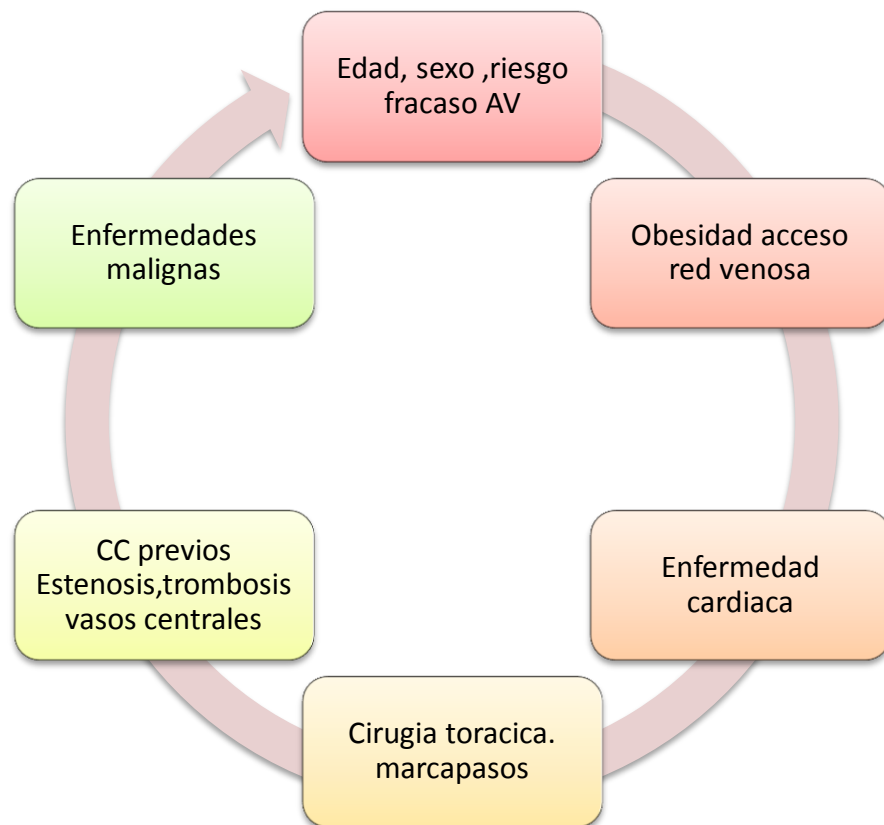 Edad, sexo ,riesgo
fracaso AV
Obesidad acceso
red venosa
Enfermedad
cardiaca
Cirugia toracica.
marcapasos
CC previos
Estenosis,trombosis
vasos centrales
Enfermedades
malignas